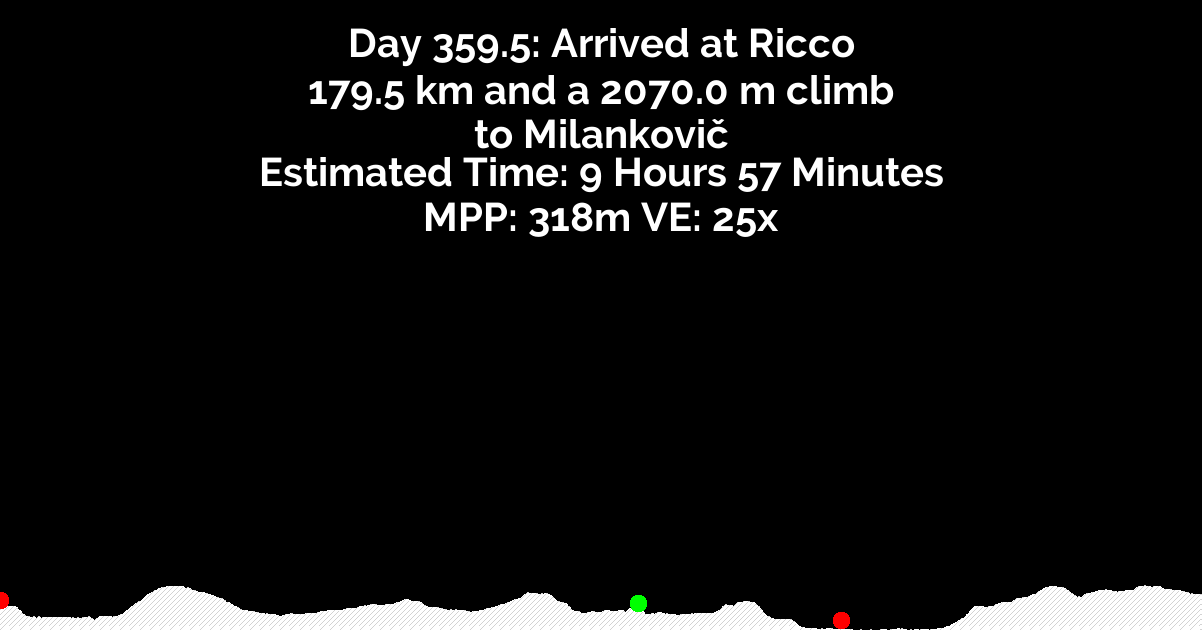 Day 359.5: Arrived at Ricco
179.5 km and a 2070.0 m climb
to Milankovič
Estimated Time: 9 Hours 57 Minutes
MPP: 318m VE: 25x